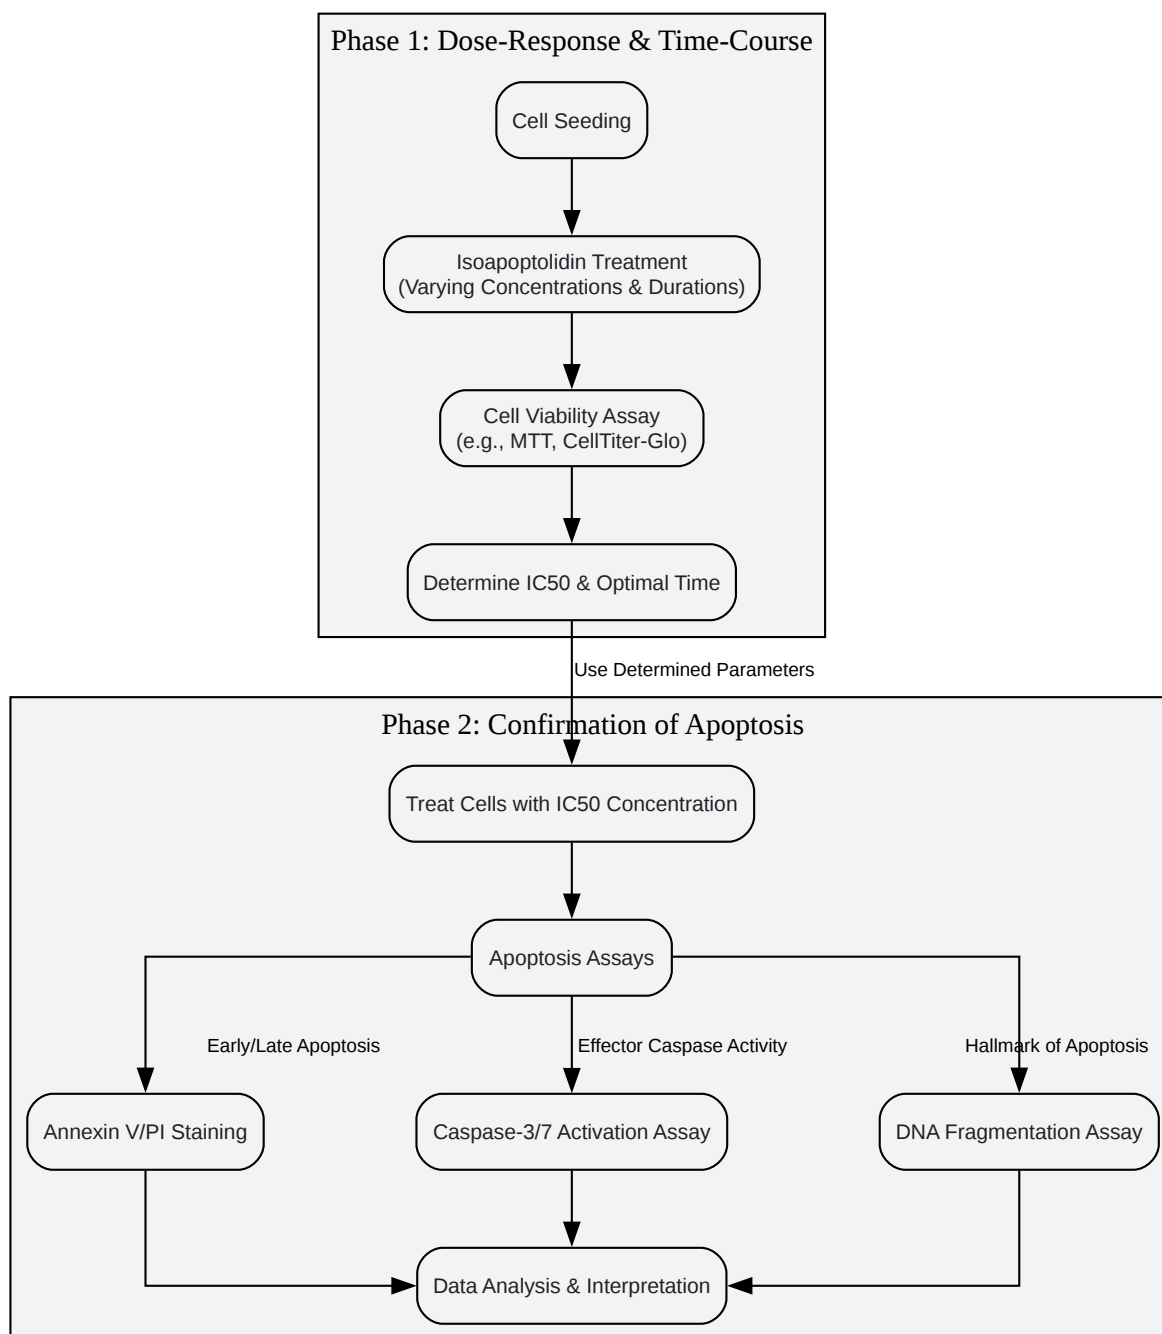 Phase 1: Dose-Response & Time-Course
Cell Seeding
Isoapoptolidin Treatment
(Varying Concentrations & Durations)
Cell Viability Assay
(e.g., MTT, CellTiter-Glo)
Determine IC50 & Optimal Time
Use Determined Parameters
Phase 2: Confirmation of Apoptosis
Treat Cells with IC50 Concentration
Apoptosis Assays
Early/Late Apoptosis
Effector Caspase Activity
Hallmark of Apoptosis
Annexin V/PI Staining
Caspase-3/7 Activation Assay
DNA Fragmentation Assay
Data Analysis & Interpretation